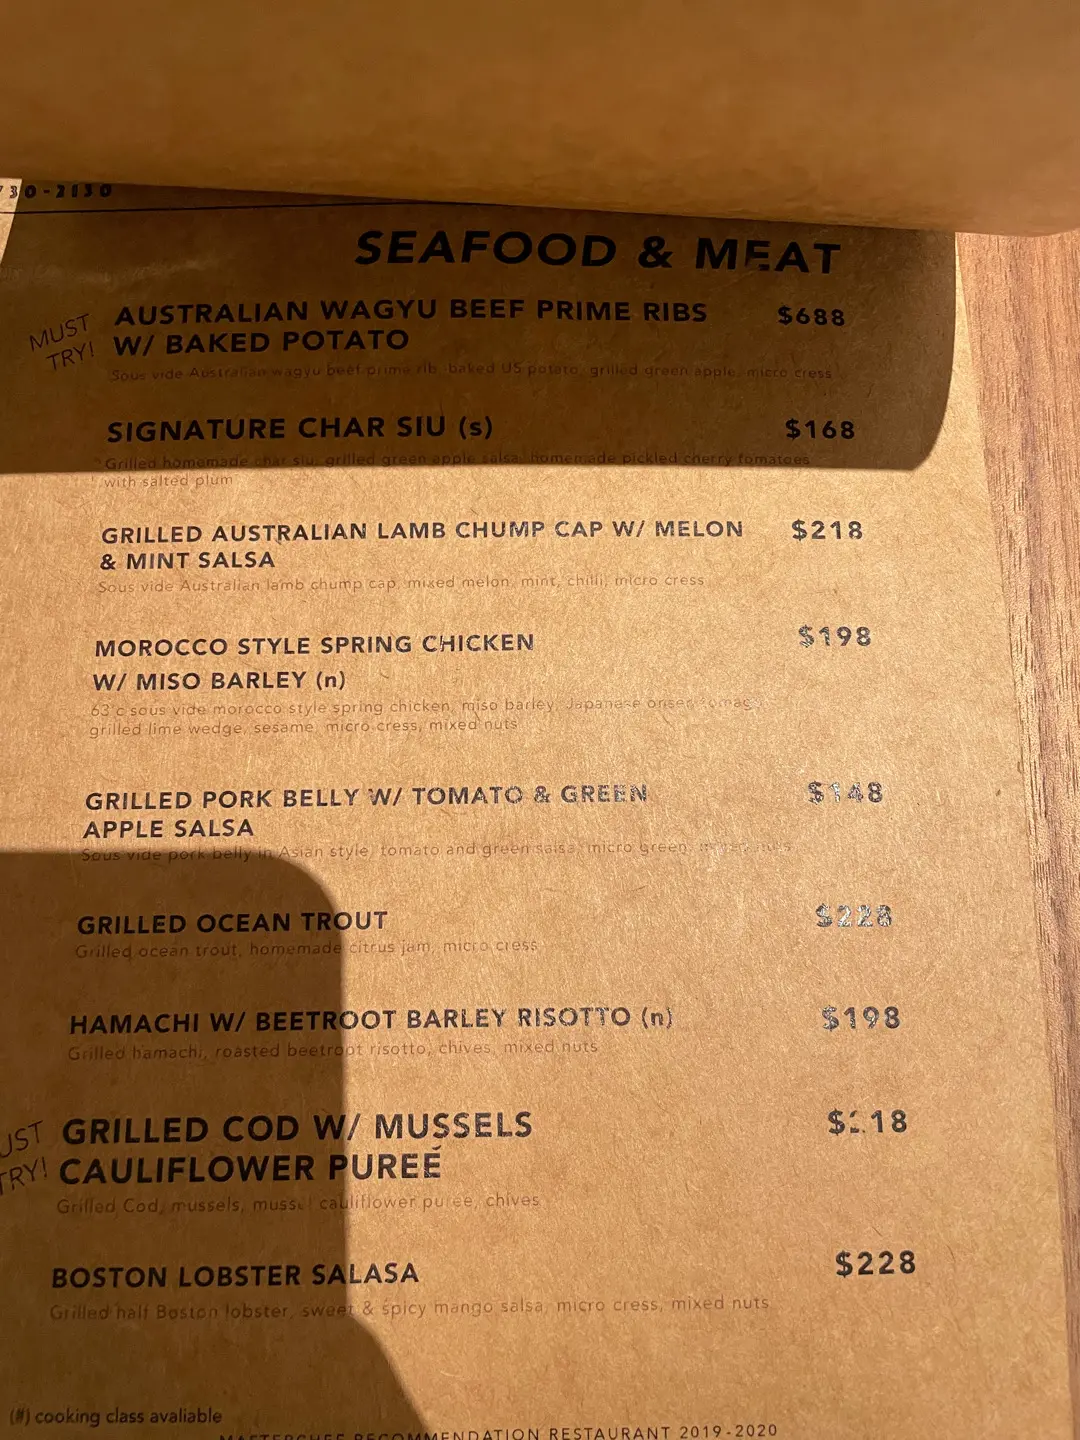 730-2130
SEAFOOD & MEAT
MUST
TRY!
AUSTRALIAN WAGYU BEEF PRIME RIBS $688
W/ BAKED POTATO
Sous vide Australian wagyu beef prime rib, baked US potato, grilled green apple, micro cress
SIGNATURE CHAR SIU (s) $168
Grilled homemade char siu, grilled green apple salsa, homemade pickled cherry tomatoes
with salted plum
GRILLED AUSTRALIAN LAMB CHUMP CAP W/ MELON $218
& MINT SALSA
Sous vide Australian lamb chump cap, mixed melon, mint, chilli, micro cress
MOROCCO STYLE SPRING CHICKEN $198
W/ MISO BARLEY (n)
63'c sous vide morocco style spring chicken, miso barley, Japanese onsen
grilled lime wedge, sesame, micro cress, mixed nuts
GRILLED PORK BELLY W/ TOMATO & GREEN $148
APPLE SALSA
Sous vide pork belly in Asian style, tomato and green salsa, micro green,
GRILLED OCEAN TROUT $228
Grilled ocean trout, homemade citrus jam, micro cress
HAMACHI W/ BEETROOT BARLEY RISOTTO (n) $198
Grilled hamachi, roasted beetroot risotto, chives, mixed nuts
UST
TRY!
GRILLED COD W/ MUSSELS
CAULIFLOWER PUREÉ
Grilled Cod, mussels, mussel cauliflower puree, chives
BOSTON LOBSTER SALASA $228
Grilled half Boston lobster, sweet & spicy mango salsa, micro cress, mixed nuts
(#) cooking class avaliable
MASTERCHEF RECOMMENDATION RESTAURANT 2019-2020